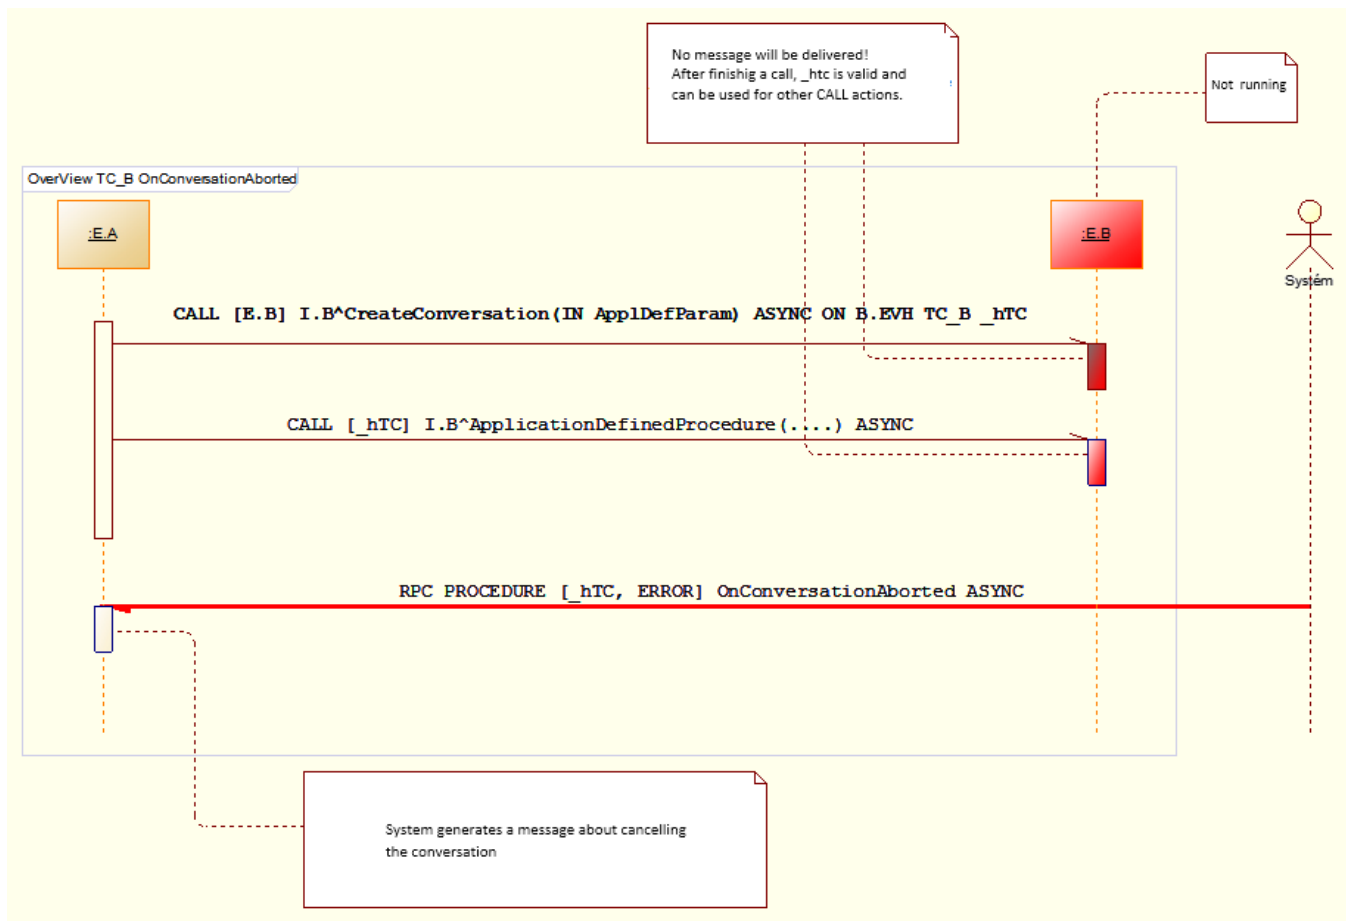 No message will be delivered!
After finishig a call, _htc is valid and
can be used for other CALL actions.
Not running
OverView TC_B OnConversationAborted
:E.A
:E.B
Systém
CALL [E.B] I.B^CreateConversation(IN ApplDefParam) ASYNC ON B.EVH TC_B _hTC
CALL [_hTC] I.B^ApplicationDefinedProcedure(....) ASYNC
RPC PROCEDURE [_hTC, ERROR] OnConversationAborted ASYNC
System generates a message about cancelling
the conversation